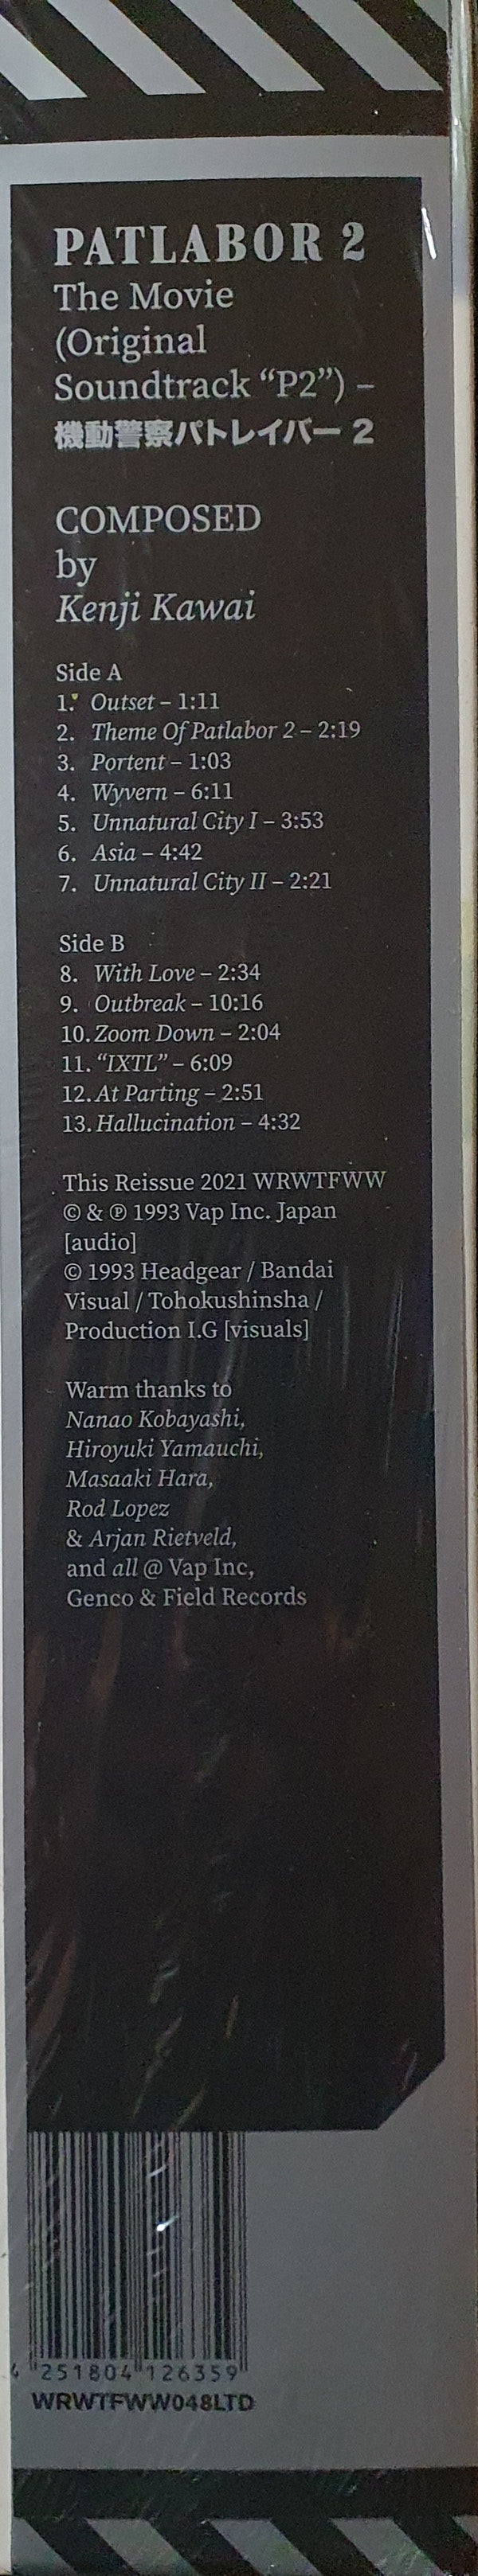 PATLABOR 2
The Movie
(Original
Soundtrack “P2”) –
機動警察パトレイバー 2
COMPOSED
by
Kenji Kawai
Side A
1. Outset – 1:11
2. Theme Of Patlabor 2 – 2:19
3. Portent – 1:03
4. Wyvern – 6:11
5. Unnatural City I – 3:53
6. Asia – 4:42
7. Unnatural City II – 2:21
Side B
8. With Love – 2:34
9. Outbreak – 10:16
10. Zoom Down – 2:04
11. “IXTL” – 6:09
12. At Parting – 2:51
13. Hallucination – 4:32
This Reissue 2021 WRWTFWW
© & ℗ 1993 Vap Inc. Japan
[audio]
© 1993 Headgear / Bandai
Visual / Tohokushinsha /
Production I.G [visuals]
Warm thanks to
Nanao Kobayashi,
Hiroyuki Yamauchi,
Masaaki Hara,
Rod Lopez
& Arjan Rietveld,
and all @ Vap Inc,
Genco & Field Records
4 251804 126359
WRWTFWW048LTD